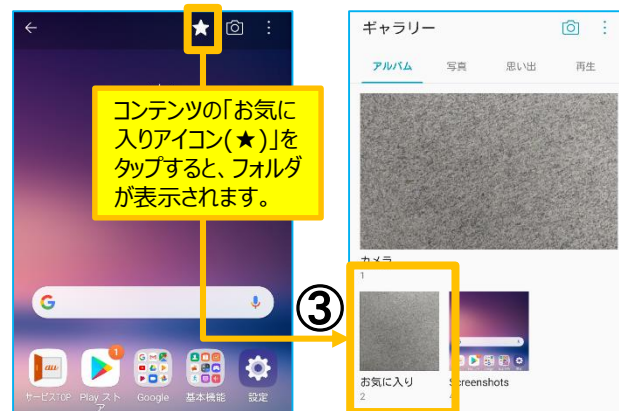 コンテンツの「お気に
入りアイコン(★)」を
タップすると、フォルダ
が表示されます。
G
au
1
サービスTOP
Play スト
ア
Google
基本機能
設定
③
ギャラリー
アルバム
写真
思い出
再生
カメラ
1
お気に入り
2
Screenshots